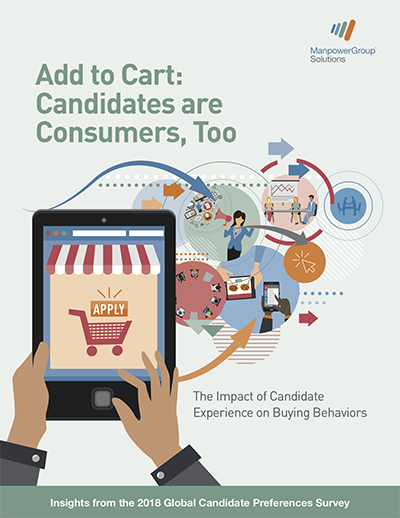 ManpowerGroup
Solutions
Add to Cart:
Candidates are
Consumers, Too
APPLY
The Impact of Candidate
Experience on Buying Behaviors
Insights from the 2018 Global Candidate Preferences Survey